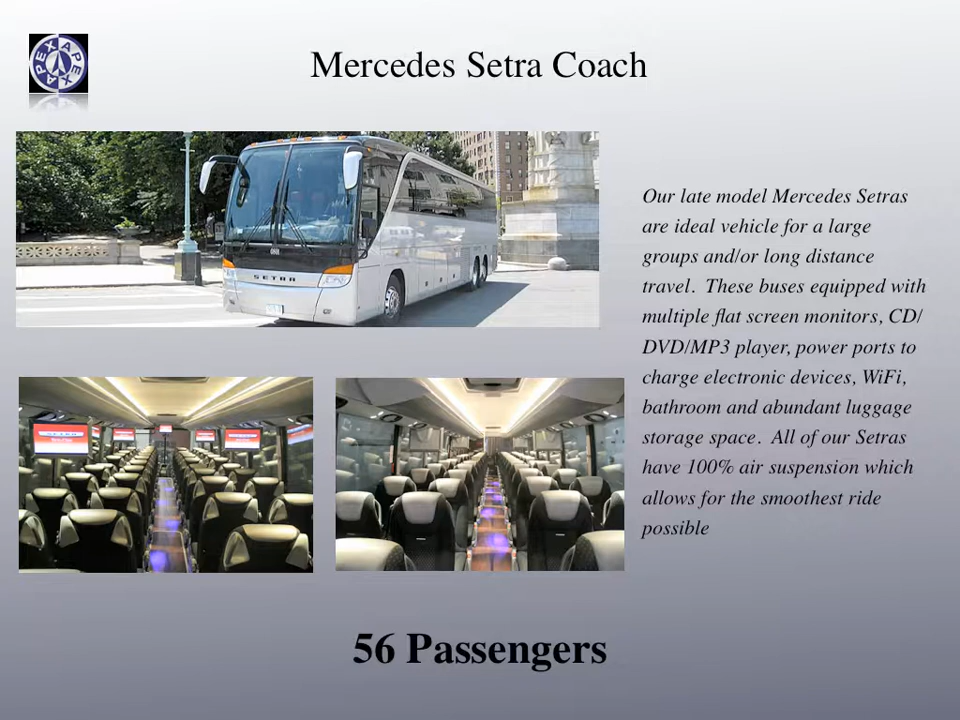 APEX APEX
Mercedes Setra Coach
SETRA
Our late model Mercedes Setras
are ideal vehicle for a large
groups and/or long distance
travel. These buses equipped with
multiple flat screen monitors, CD/
DVD/MP3 player, power ports to
charge electronic devices, WiFi,
bathroom and abundant luggage
storage space. All of our Setras
have 100% air suspension which
allows for the smoothest ride
possible
56 Passengers